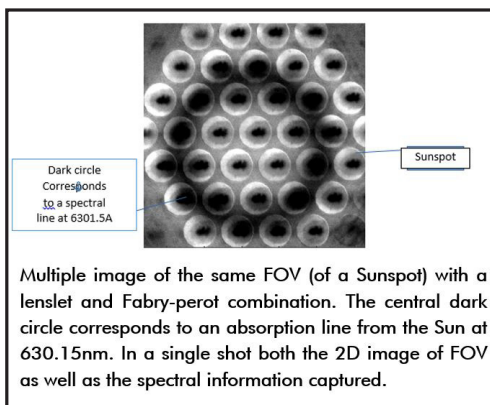 Sunspot
Dark circle
Corresponds
to a spectral
line at 6301.5A
Multiple image of the same FOV (of a Sunspot) with a
lenslet and Fabry-perot combination. The central dark
circle corresponds to an absorption line from the Sun at
630.15nm. In a single shot both the 2D image of FOV
as well as the spectral information captured.